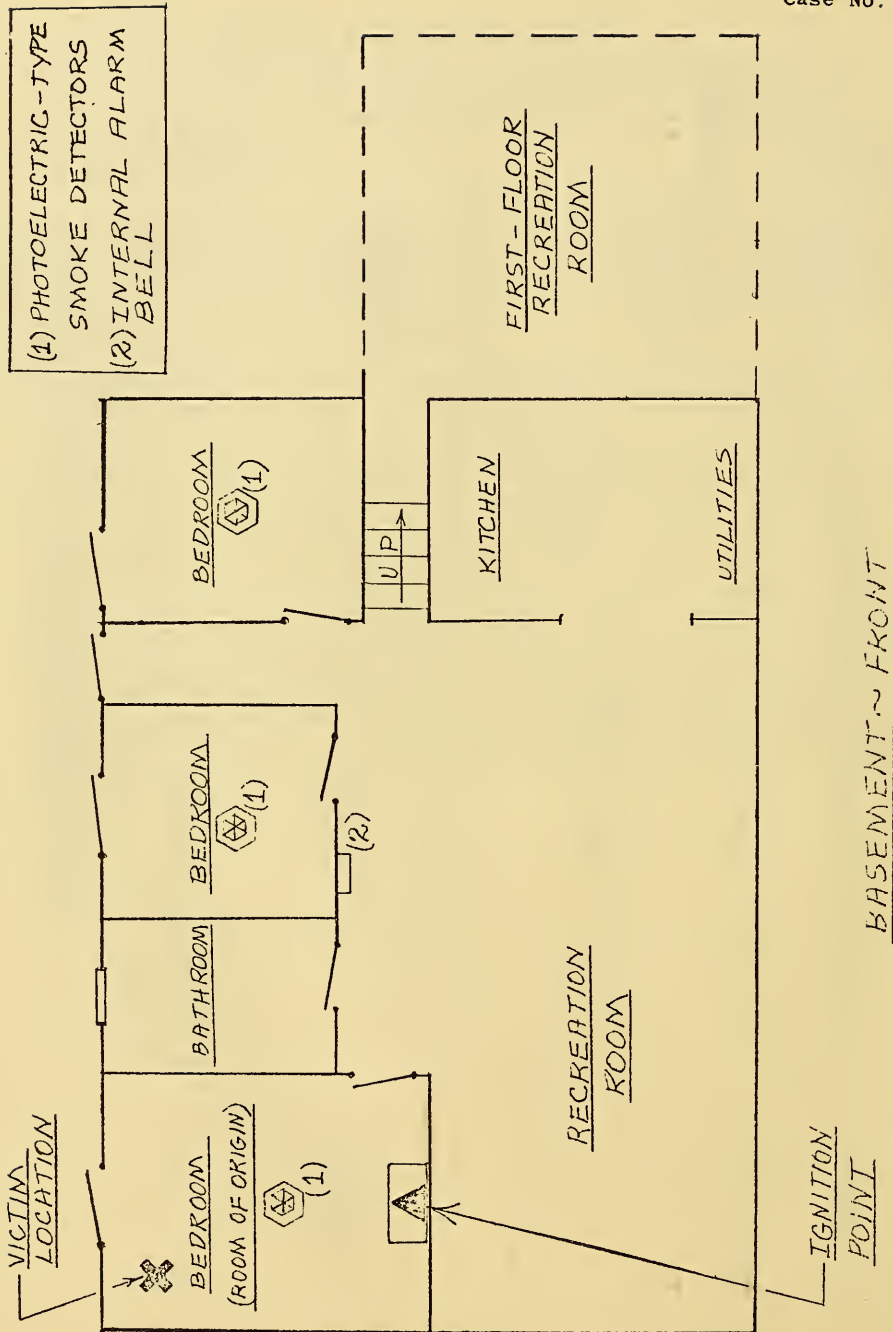 Case No.
(1) PHOTOELECTRIC-TYPE
SMOKE DETECTORS
(2) INTERNAL ALARM
BELL
VICTIM
LOCATION
BEDROOM
(ROOM OF ORIGIN)
(1)
BATHROOM
BEDROOM
(1)
(2)
BEDROOM
(1)
UP
KITCHEN
UTILITIES
FIRST-FLOOR
RECREATION
ROOM
RECREATION
ROOM
IGNITION
POINT
BASEMENT~FRONT